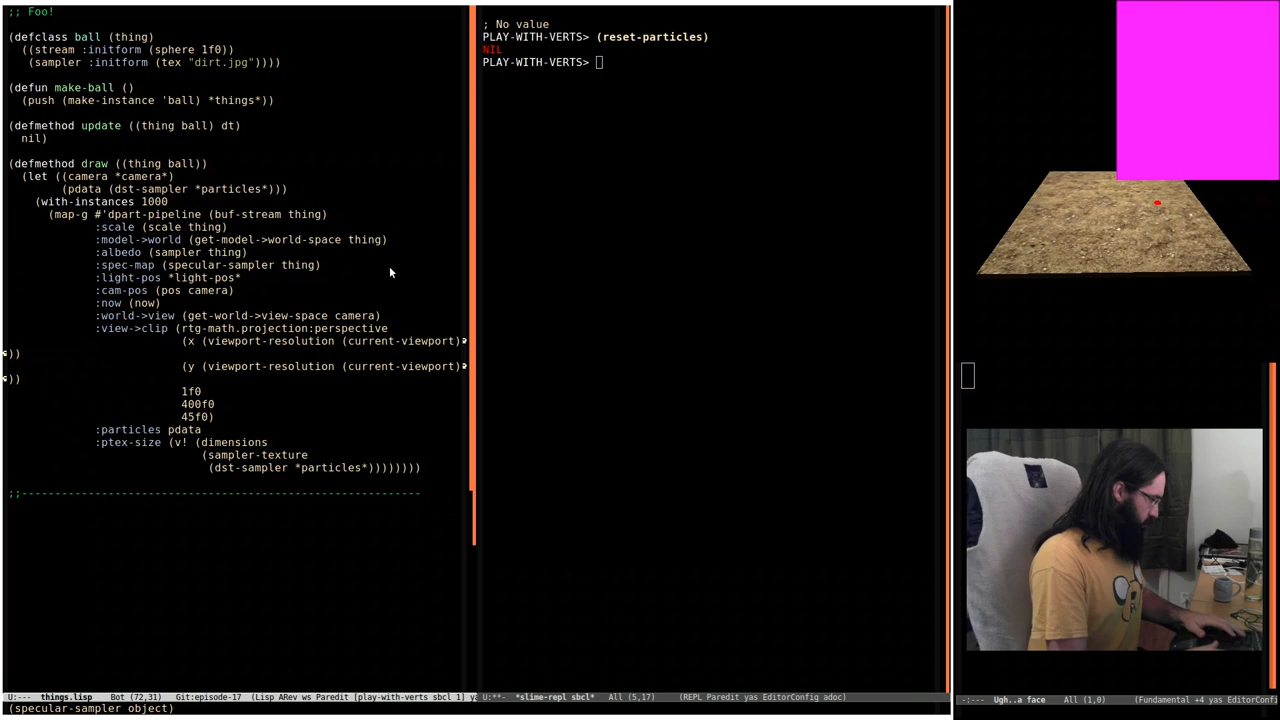 ;; Foo!
(defclass ball (thing)
((stream :initform (sphere 1f0))
(sampler :initform (tex "dirt.jpg"))))
(defun make-ball ()
(push (make-instance 'ball) *things*))
(defmethod update ((thing ball) dt)
nil)
(defmethod draw ((thing ball))
(let ((camera *camera*)
(pdata (dst-sampler *particles*)))
(with-instances 1000
(map-g #'dpart-pipeline (buf-stream thing)
:scale (scale thing)
:model->world (get-model->world-space thing)
:albedo (sampler thing)
:spec-map (specular-sampler thing)
:light-pos *light-pos*
:cam-pos (pos camera)
:now (now)
:world->view (get-world->view-space camera)
:view->clip (rtg-math.projection:perspective
(x (viewport-resolution (current-viewport)
))
(y (viewport-resolution (current-viewport)
))
1f0
400f0
45f0)
:particles pdata
:ptex-size (v! (dimensions
(sampler-texture
(dst-sampler *particles*))))))))
;;------------------------------------------------------------
U:--- things.lisp Bot (72,31) Git:episode-17 (Lisp ARev ws Paredit [play-with-verts sbcl 1] ya
(specular-sampler object)
; No value
PLAY-WITH-VERTS> (reset-particles)
NIL
PLAY-WITH-VERTS>
U:**- *slime-repl sbcl* All (5,17) (REPL Paredit yas EditorConfig adoc)
-:--- Ugh..a face All (1,0) (Fundamental +4 yas EditorConfi